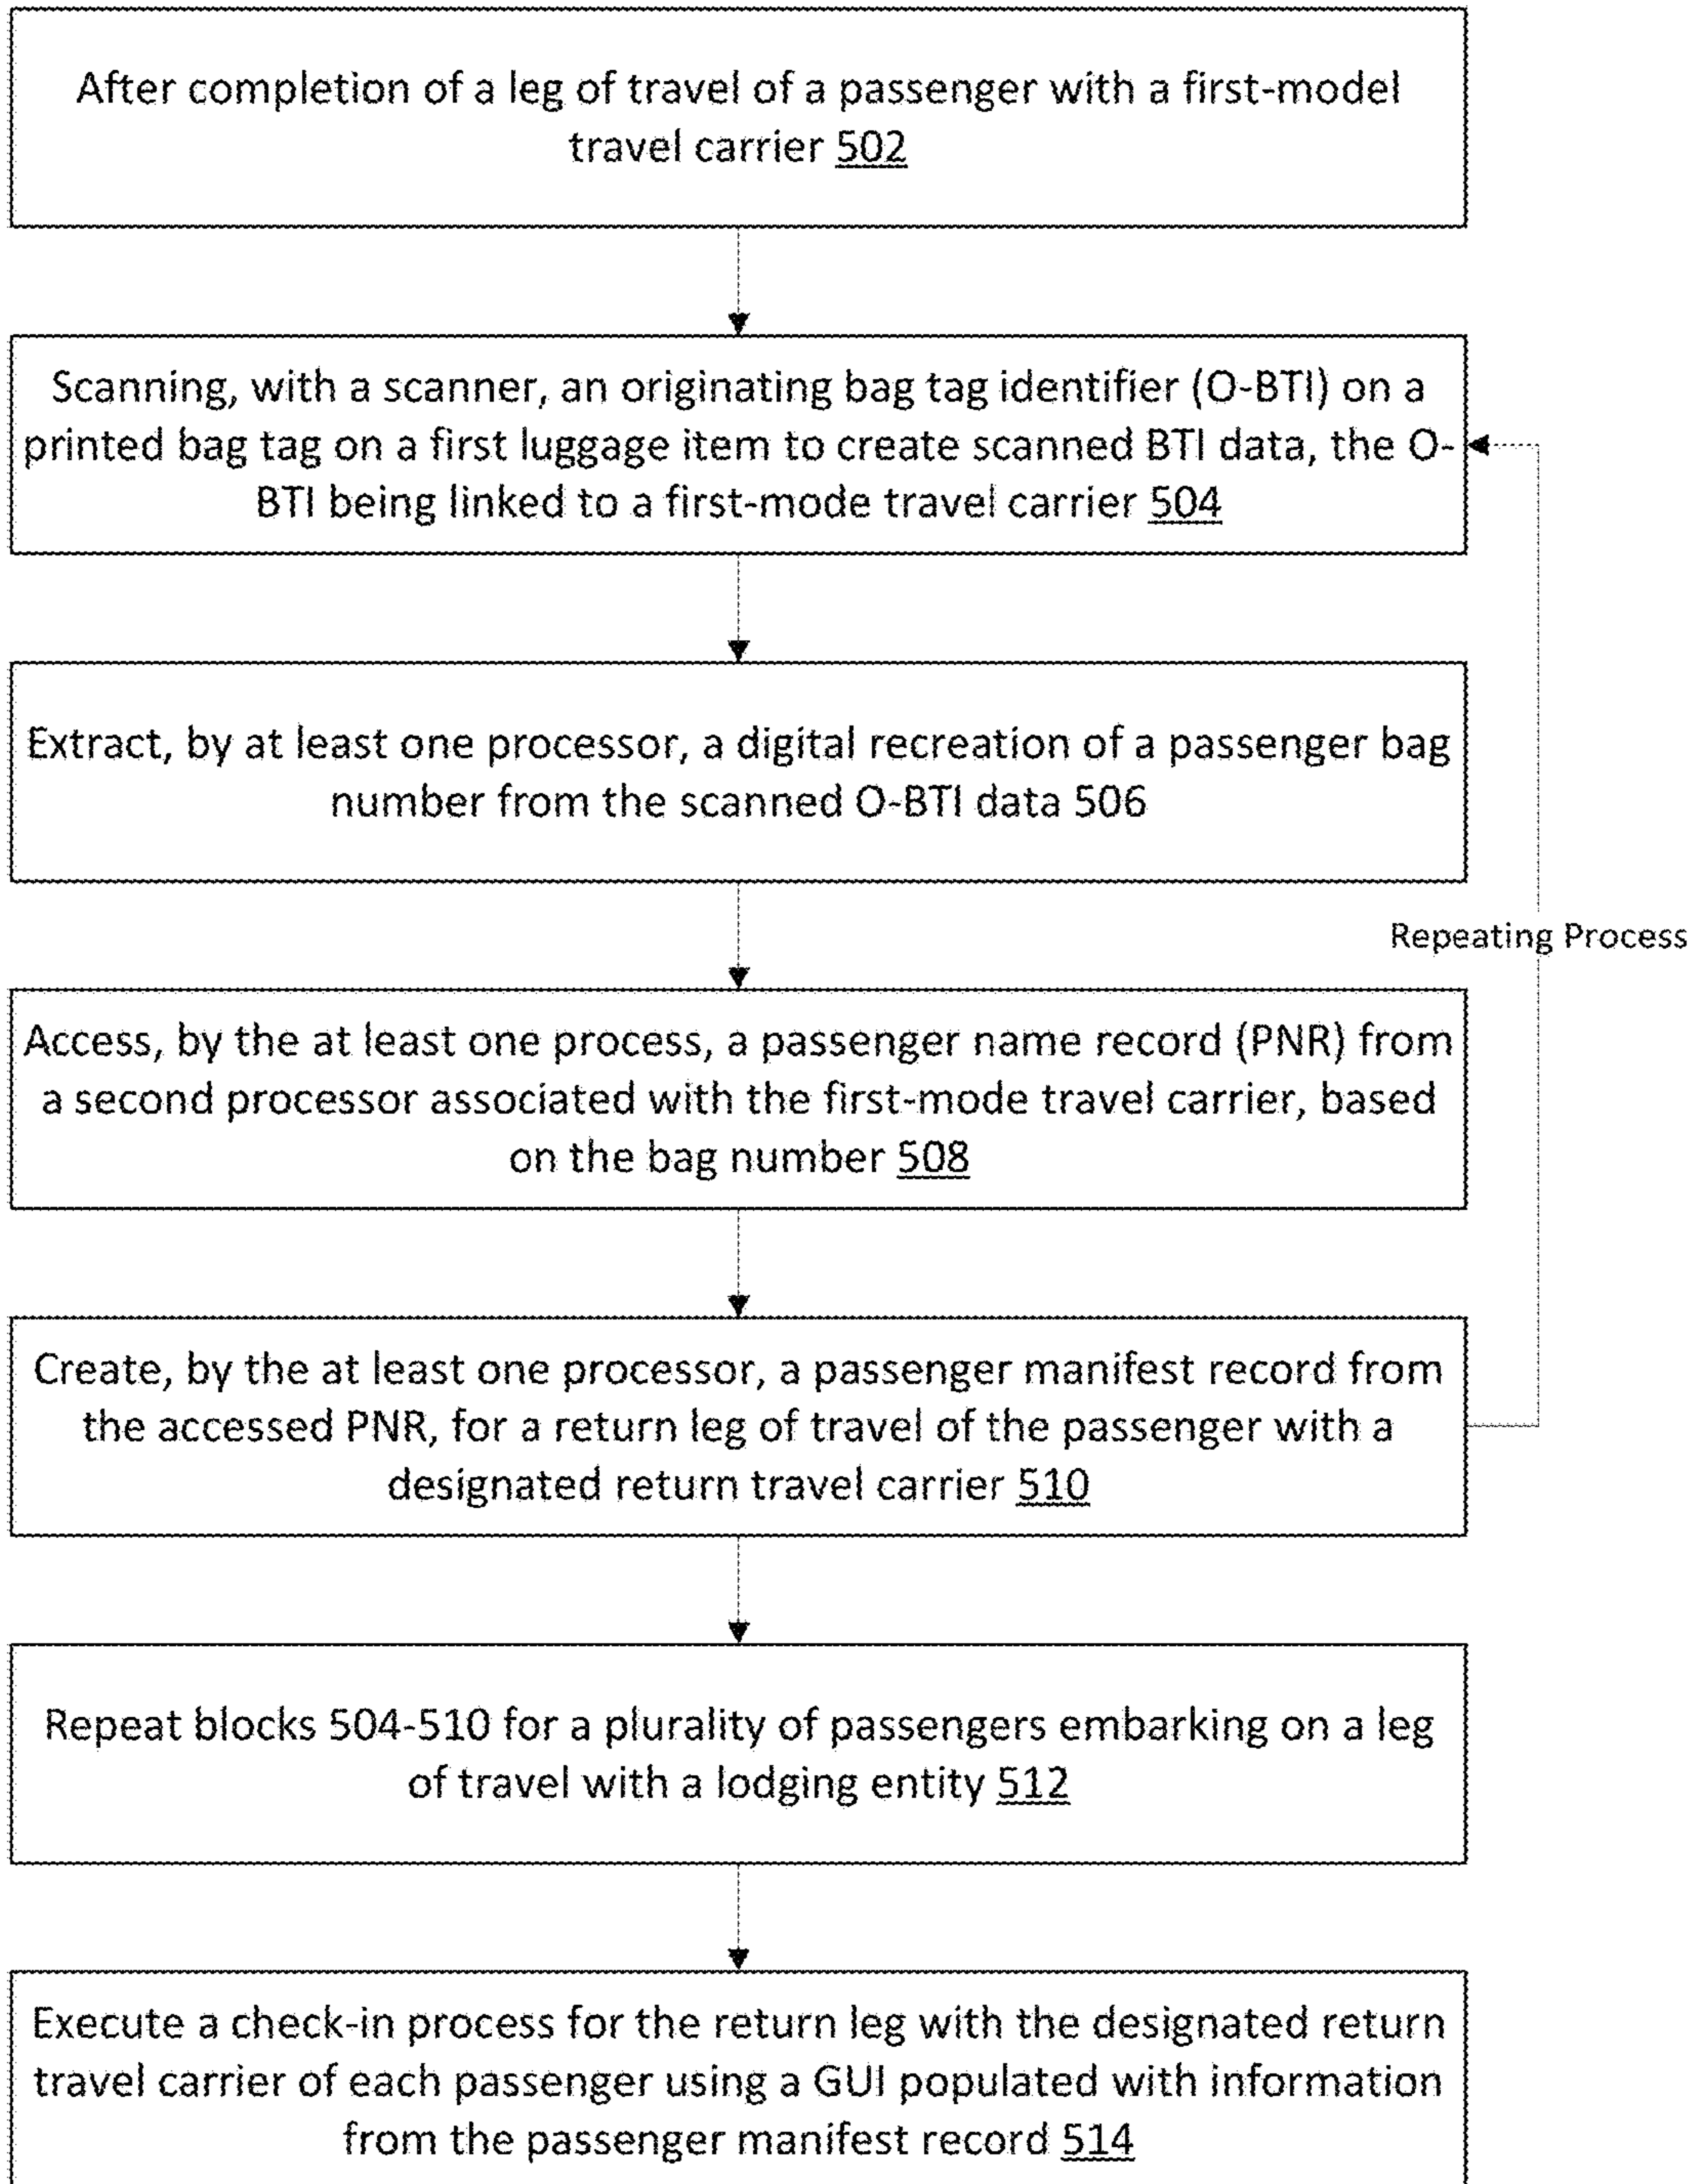 After completion of a leg of travel of a passenger with a first-model
travel carrier 502
Scanning, with a scanner, an originating bag tag identifier (O-BTI) on a
printed bag tag on a first luggage item to create scanned BTI data, the O-
BTI being linked to a first-mode travel carrier 504
Extract, by at least one processor, a digital recreation of a passenger bag
number from the scanned O-BTI data 506
Repeating Process
Access, by the at least one process, a passenger name record (PNR) from
a second processor associated with the first-mode travel carrier, based
on the bag number 508
Create, by the at least one processor, a passenger manifest record from
the accessed PNR, for a return leg of travel of the passenger with a
designated return travel carrier 510
Repeat blocks 504-510 for a plurality of passengers embarking on a leg
of travel with a lodging entity 512
Execute a check-in process for the return leg with the designated return
travel carrier of each passenger using a GUI populated with information
from the passenger manifest record 514